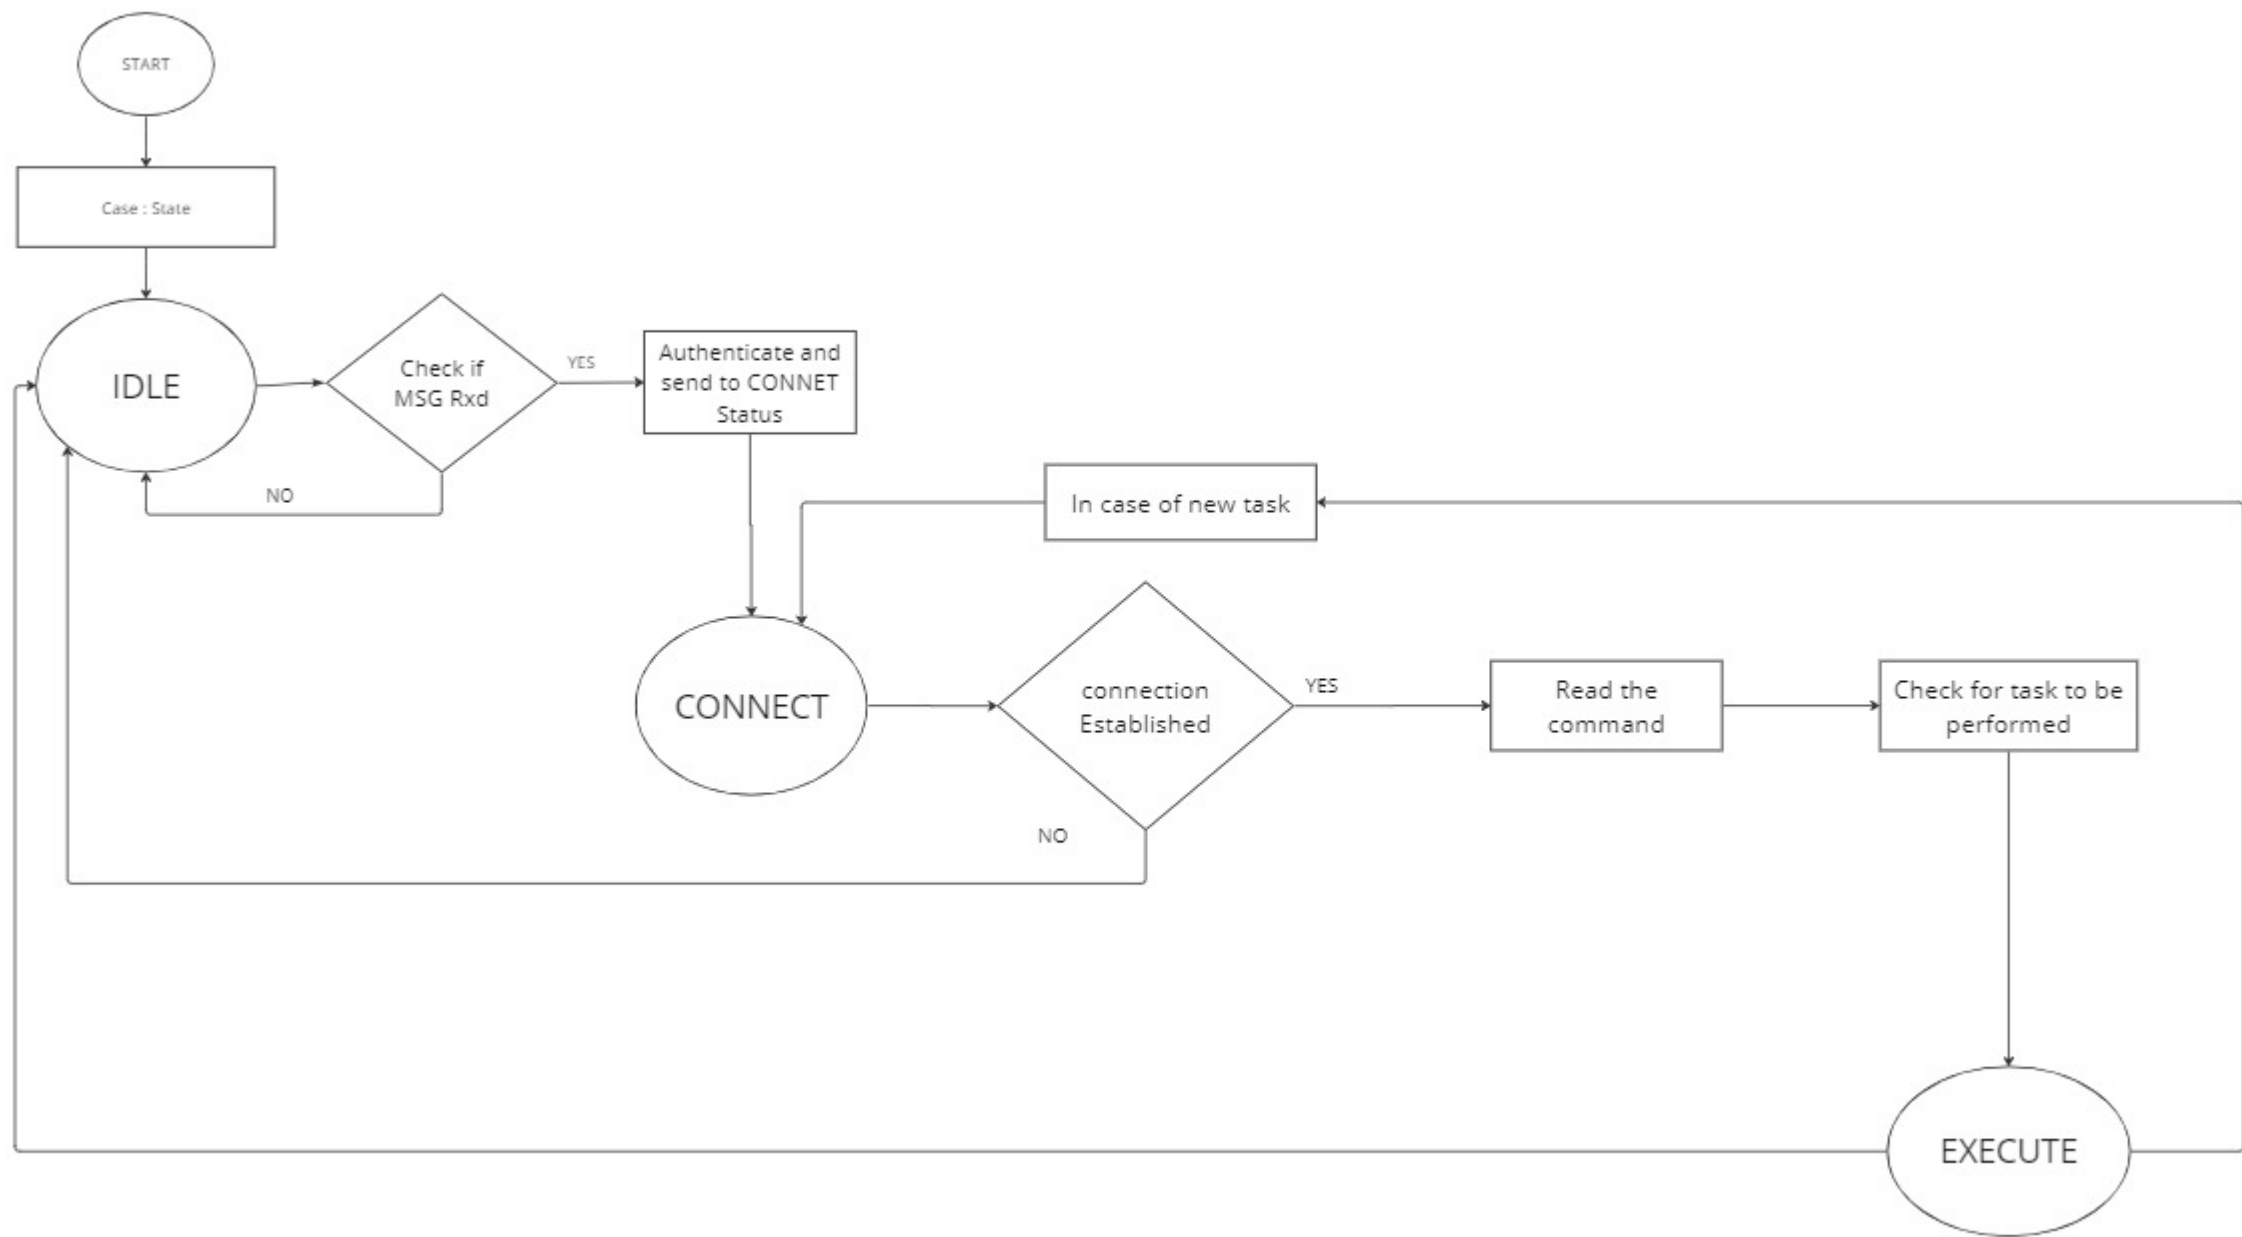 START
Case : State
IDLE
Check if
MSG Rxd
YES
Authenticate and
send to CONNET
Status
NO
In case of new task
CONNECT
connection
Established
YES
Read the
command
Check for task to be
performed
NO
EXECUTE